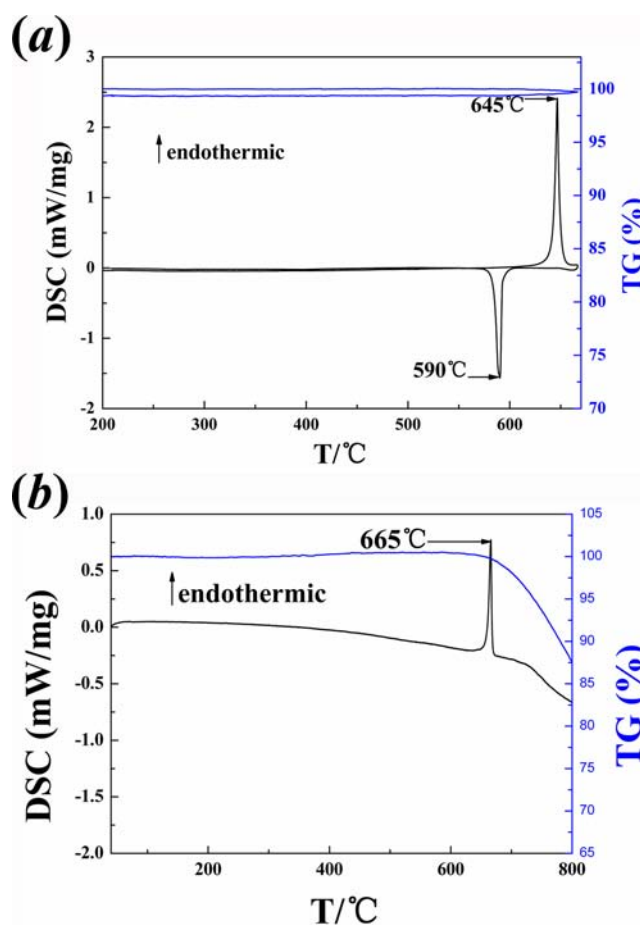 (a)
3
2
1
0
-1
-2
DSC (mW/mg)
645℃
↑ endothermic
590℃
100
95
90
85
80
75
70
TG (%)
200 300 400 500 600
T/℃
(b)
1.0
0.5
0.0
-0.5
-1.0
-1.5
-2.0
DSC (mW/mg)
665℃
↑ endothermic
105
100
95
90
85
80
75
70
65
TG (%)
200 400 600 800
T/℃